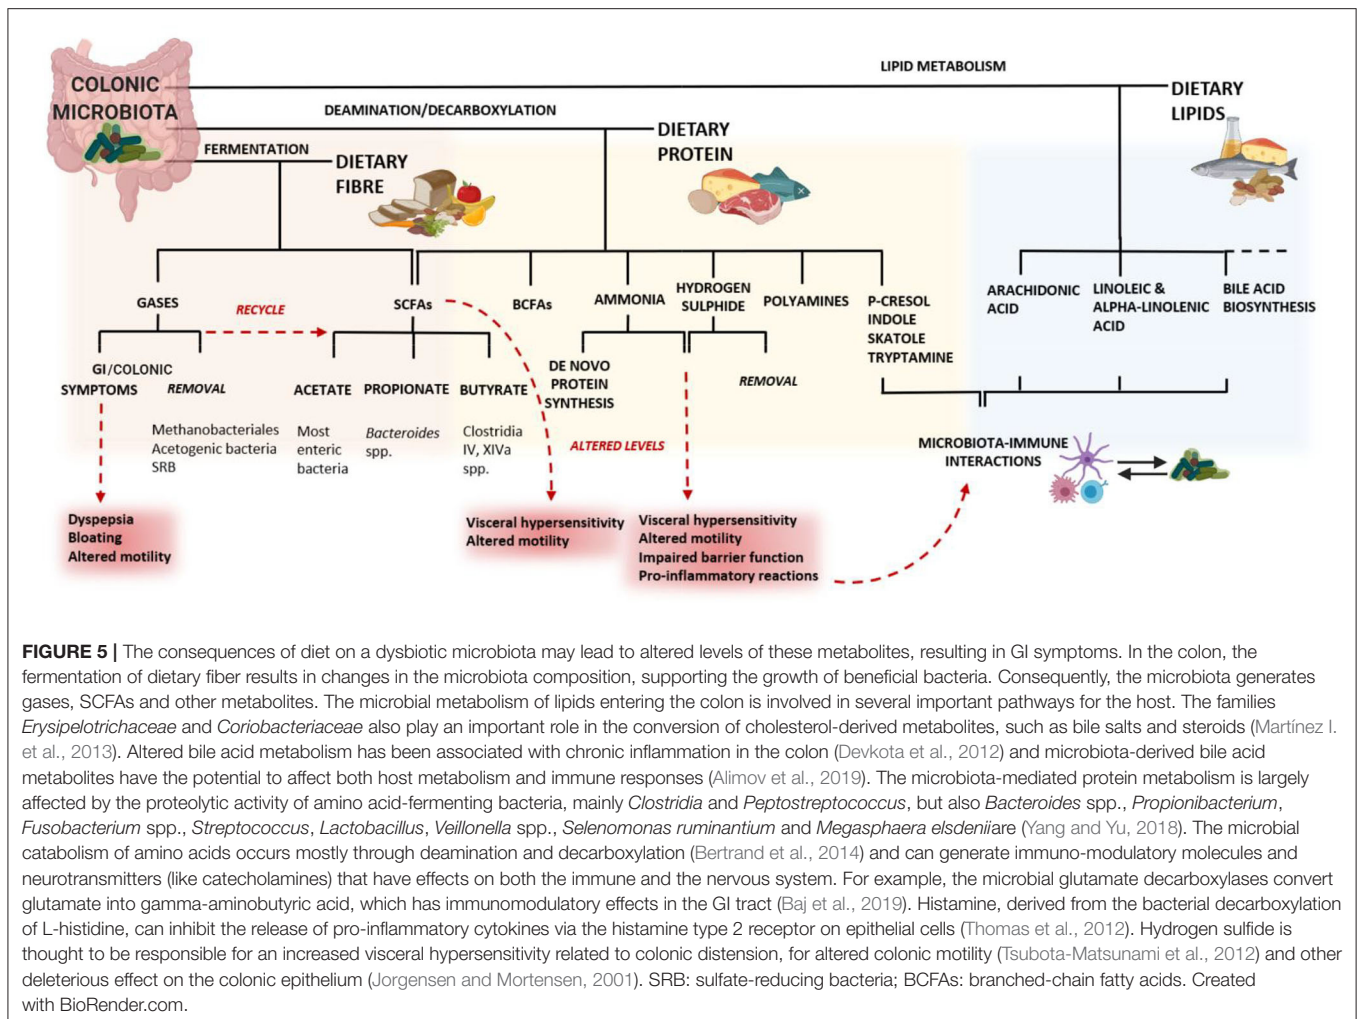 COLONIC
MICROBIOTA
LIPID METABOLISM
DIETARY
LIPIDS
DEAMINATION/DECARBOXYLATION
DIETARY
PROTEIN
FERMENTATION
DIETARY
FIBRE
GASES
RECYCLE
SCFAs
BCFAs
AMMONIA
HYDROGEN
SULPHIDE
POLYAMINES
P-CRESOL
INDOLE
SKATOLE
TRYPTAMINE
ARACHIDONIC
ACID
LINOLEIC &
ALPHA-LINOLENIC
ACID
BILE ACID
BIOSYNTHESIS
GI/COLONIC
SYMPTOMS
REMOVAL
ACETATE
PROPIONATE
BUTYRATE
DE NOVO
PROTEIN
SYNTHESIS
REMOVAL
Methanobacteriales
Acetogenic bacteria
SRB
Most
enteric
bacteria
Bacteroides
spp.
Clostridia
IV, XIVa
spp.
ALTERED LEVELS
MICROBIOTA-IMMUNE
INTERACTIONS
Dyspepsia
Bloating
Altered motility
Visceral hypersensitivity
Altered motility
Visceral hypersensitivity
Altered motility
Impaired barrier function
Pro-inflammatory reactions
FIGURE 5 | The consequences of diet on a dysbiotic microbiota may lead to altered levels of these metabolites, resulting in GI symptoms. In the colon, the
fermentation of dietary fiber results in changes in the microbiota composition, supporting the growth of beneficial bacteria. Consequently, the microbiota generates
gases, SCFAs and other metabolites. The microbial metabolism of lipids entering the colon is involved in several important pathways for the host. The families
Erysipelotrichaceae and Coriobacteriaceae also play an important role in the conversion of cholesterol-derived metabolites, such as bile salts and steroids (Martínez I.
et al., 2013). Altered bile acid metabolism has been associated with chronic inflammation in the colon (Devkota et al., 2012) and microbiota-derived bile acid
metabolites have the potential to affect both host metabolism and immune responses (Alimov et al., 2019). The microbiota-mediated protein metabolism is largely
affected by the proteolytic activity of amino acid-fermenting bacteria, mainly Clostridia and Peptostreptococcus, but also Bacteroides spp., Propionibacterium,
Fusobacterium spp., Streptococcus, Lactobacillus, Veillonella spp., Selenomonas ruminantium and Megasphaera elsdeniiare (Yang and Yu, 2018). The microbial
catabolism of amino acids occurs mostly through deamination and decarboxylation (Bertrand et al., 2014) and can generate immuno-modulatory molecules and
neurotransmitters (like catecholamines) that have effects on both the immune and the nervous system. For example, the microbial glutamate decarboxylases convert
glutamate into gamma-aminobutyric acid, which has immunomodulatory effects in the GI tract (Baj et al., 2019). Histamine, derived from the bacterial decarboxylation
of L-histidine, can inhibit the release of pro-inflammatory cytokines via the histamine type 2 receptor on epithelial cells (Thomas et al., 2012). Hydrogen sulfide is
thought to be responsible for an increased visceral hypersensitivity related to colonic distension, for altered colonic motility (Tsubota-Matsunami et al., 2012) and other
deleterious effect on the colonic epithelium (Jorgensen and Mortensen, 2001). SRB: sulfate-reducing bacteria; BCFAs: branched-chain fatty acids. Created
with BioRender.com.